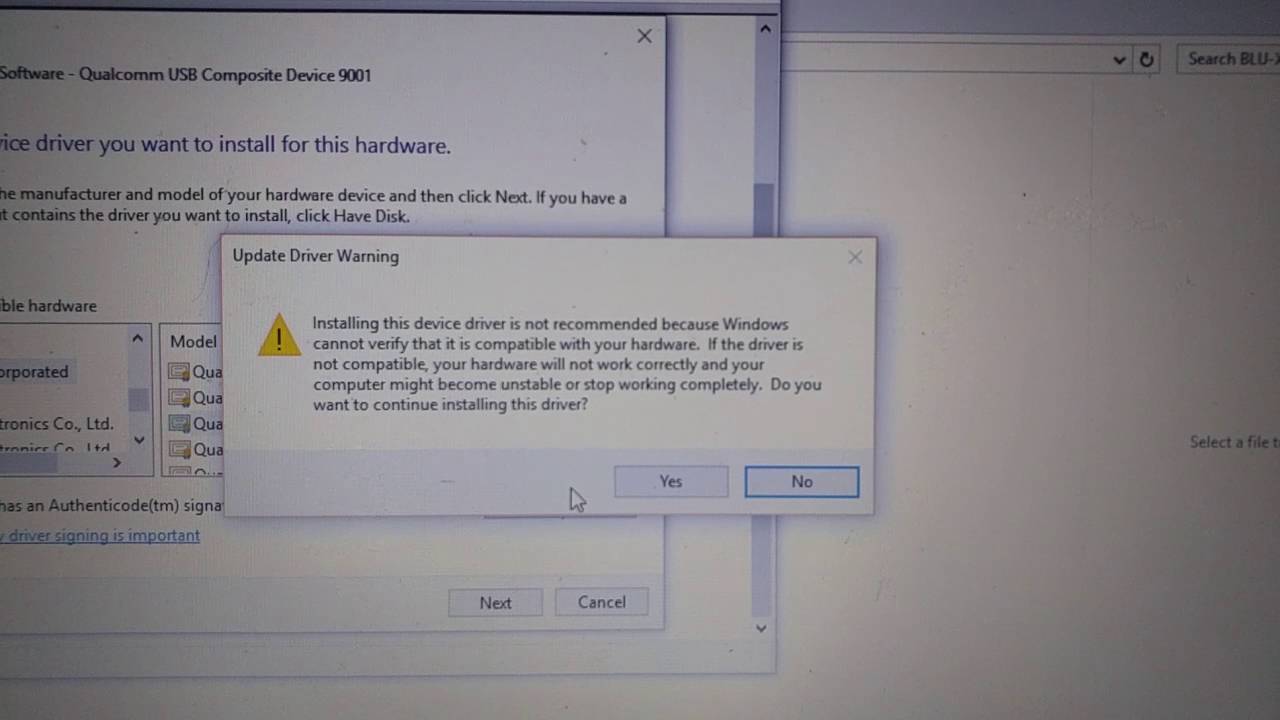 Software - Qualcomm USB Composite Device 9001
ice driver you want to install for this hardware.
he manufacturer and model of your hardware device and then click Next. If you have a
t contains the driver you want to install, click Have Disk.
Search BLU-
Update Driver Warning
Installing this device driver is not recommended because Windows
cannot verify that it is compatible with your hardware. If the driver is
not compatible, your hardware will not work correctly and your
computer might become unstable or stop working completely. Do you
want to continue installing this driver?
Yes
No
ble hardware
orporated
tronics Co., Ltd.
tronics Co., Ltd.
Model
Qua
Qua
Qua
Qua
Select a file t
has an Authenticode(tm) signa
driver signing is important
Next
Cancel